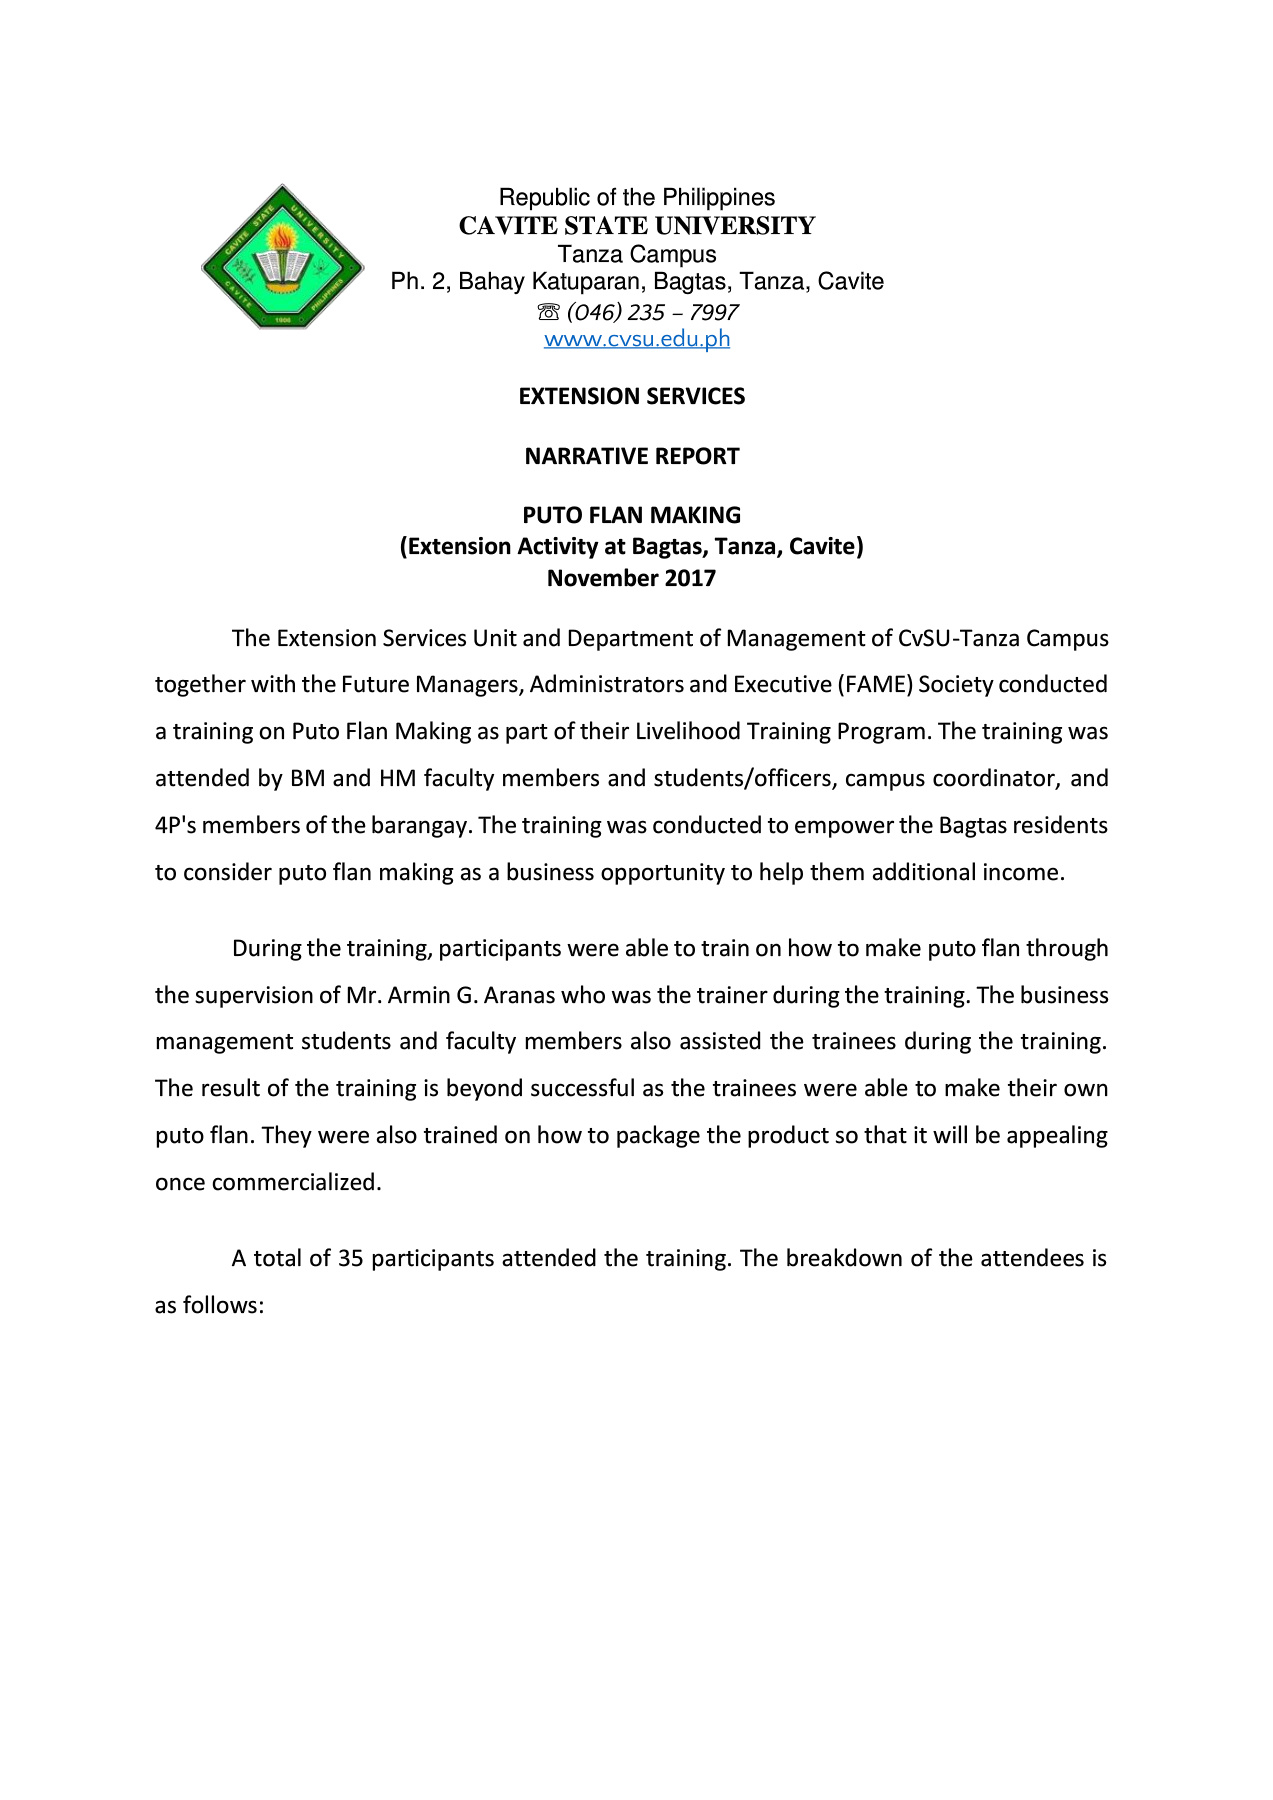 CAVITE STATE UNIVERSITY
CAVITE
PHILIPPINES
1906
Republic of the Philippines
CAVITE STATE UNIVERSITY
Tanza Campus
Ph. 2, Bahay Katuparan, Bagtas, Tanza, Cavite
☏ (046) 235 – 7997
www.cvsu.edu.ph
EXTENSION SERVICES
NARRATIVE REPORT
PUTO FLAN MAKING
(Extension Activity at Bagtas, Tanza, Cavite)
November 2017
The Extension Services Unit and Department of Management of CvSU-Tanza Campus
together with the Future Managers, Administrators and Executive (FAME) Society conducted
a training on Puto Flan Making as part of their Livelihood Training Program. The training was
attended by BM and HM faculty members and students/officers, campus coordinator, and
4P's members of the barangay. The training was conducted to empower the Bagtas residents
to consider puto flan making as a business opportunity to help them additional income.
During the training, participants were able to train on how to make puto flan through
the supervision of Mr. Armin G. Aranas who was the trainer during the training. The business
management students and faculty members also assisted the trainees during the training.
The result of the training is beyond successful as the trainees were able to make their own
puto flan. They were also trained on how to package the product so that it will be appealing
once commercialized.
A total of 35 participants attended the training. The breakdown of the attendees is
as follows: